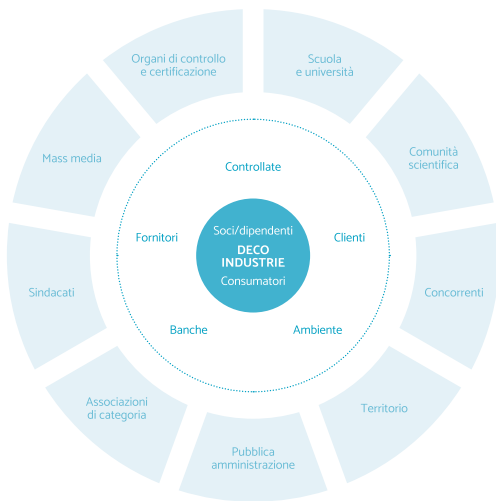 Organi di controllo
e certificazione
Scuola
e università
Mass media
Comunità
scientifica
Controllate
Fornitori
Soci/dipendenti
DECO
INDUSTRIE
Consumatori
Clienti
Sindacati
Concorrenti
Banche
Ambiente
Associazioni
di categoria
Territorio
Pubblica
amministrazione